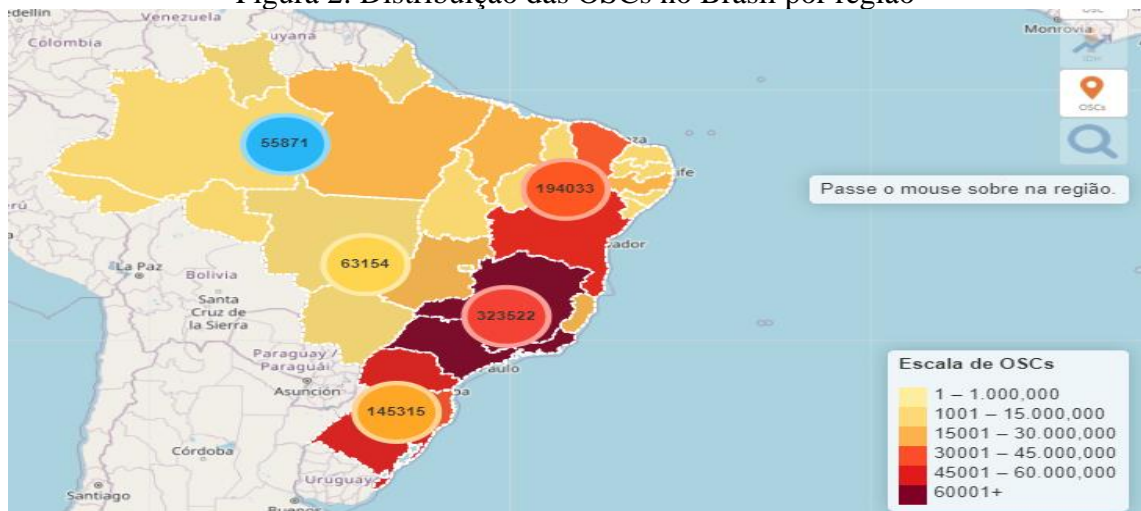 Figura 2: Distribuição das OSCs no Brasil por região
Venezuela
Colombia
Monrovia
OSCs
55871
194033
Passe o mouse sobre na região.
63154
La Paz
Bolivia
Santa
Cruz de
la Sierra
323522
Paraguay /
Paraguái
Asunción
145315
Córdoba
Uruguay
Santiago
Escala de OSCs
1 – 1.000,000
1001 – 15.000,000
15001 – 30.000,000
30001 – 45.000,000
45001 – 60.000,000
60001+